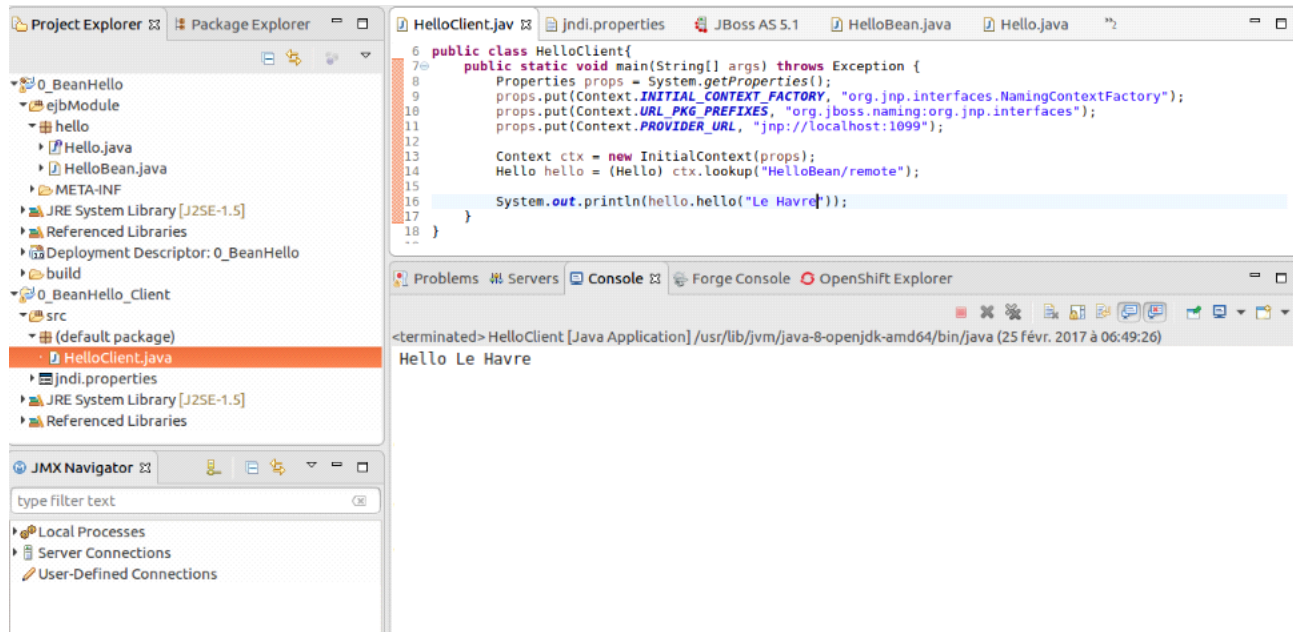 Project Explorer Package Explorer
0_BeanHello
ejbModule
hello
Hello.java
HelloBean.java
META-INF
JRE System Library [J2SE-1.5]
Referenced Libraries
Deployment Descriptor: 0_BeanHello
build
0_BeanHello_Client
src
(default package)
HelloClient.java
jndi.properties
JRE System Library [J2SE-1.5]
Referenced Libraries
JMX Navigator
type filter text
Local Processes
Server Connections
User-Defined Connections
HelloClient.jav jndi.properties JBoss AS 5.1 HelloBean.java Hello.java »2
6 public class HelloClient{
7 public static void main(String[] args) throws Exception {
8 Properties props = System.getProperties();
9 props.put(Context.INITIAL_CONTEXT_FACTORY, "org.jnp.interfaces.NamingContextFactory");
10 props.put(Context.URL_PKG_PREFIXES, "org.jboss.naming:org.jnp.interfaces");
11 props.put(Context.PROVIDER_URL, "jnp://localhost:1099");
12
13 Context ctx = new InitialContext(props);
14 Hello hello = (Hello) ctx.lookup("HelloBean/remote");
15
16 System.out.println(hello.hello("Le Havre"));
17 }
18 }
Problems Servers Console Forge Console OpenShift Explorer
<terminated> HelloClient [Java Application] /usr/lib/jvm/java-8-openjdk-amd64/bin/java (25 févr. 2017 à 06:49:26)
Hello Le Havre